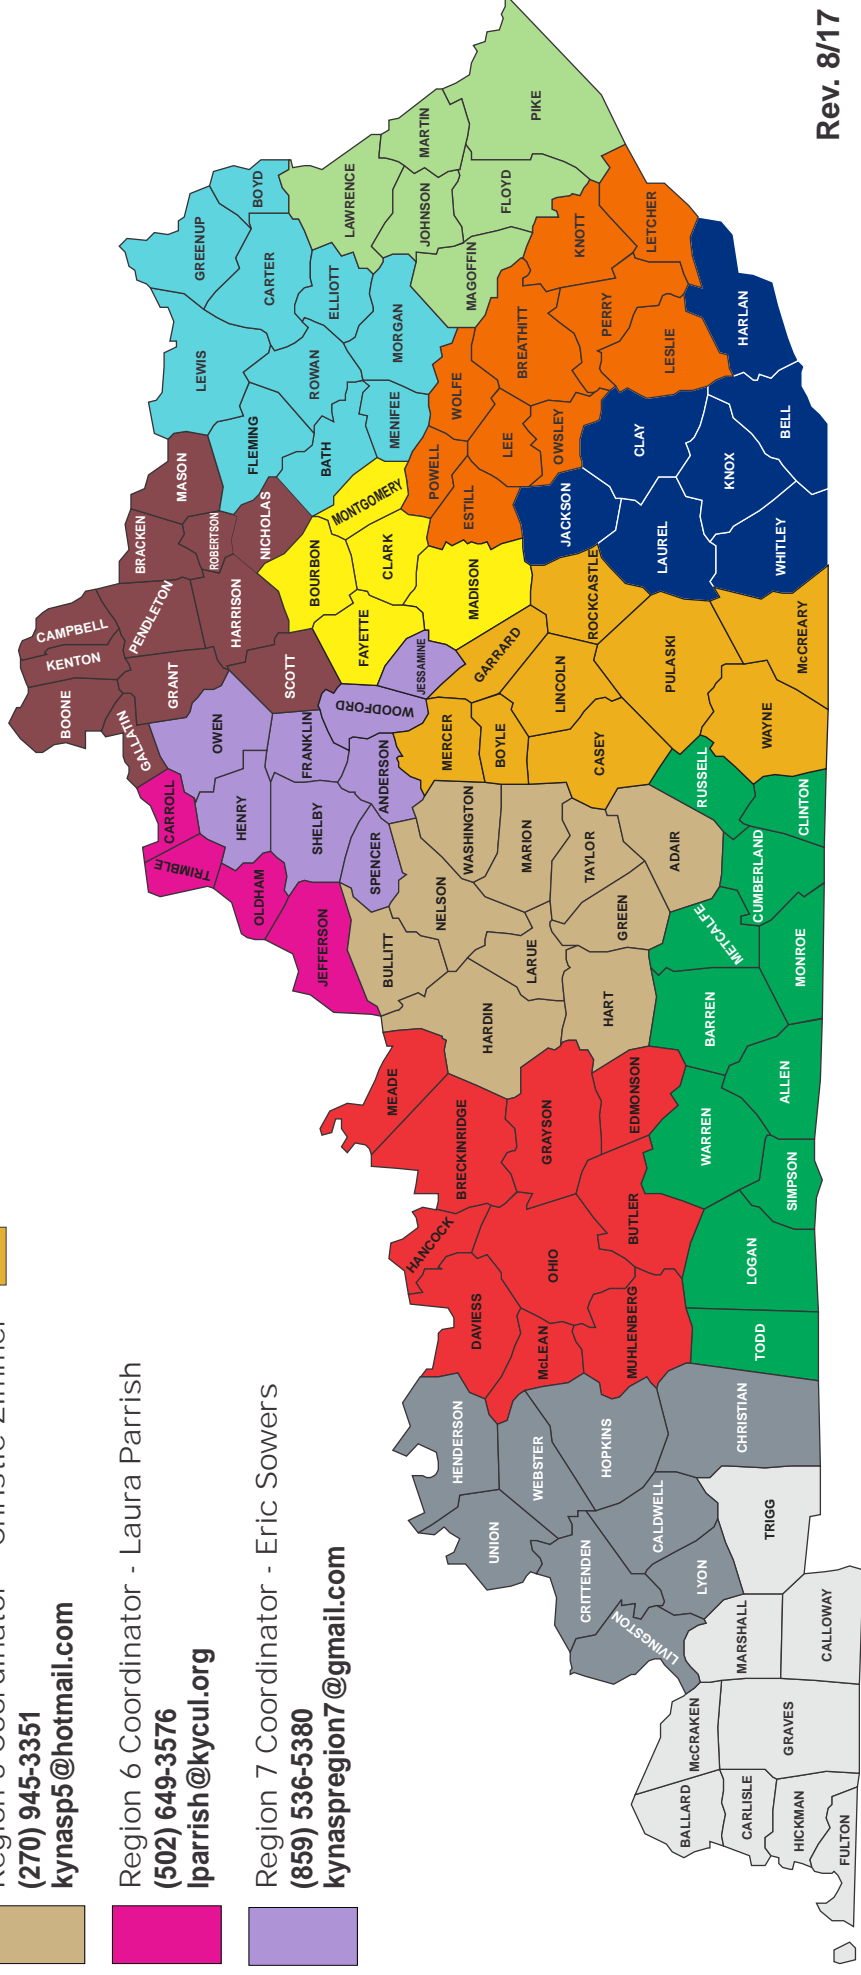 (270) 945-3351
kynasp5@hotmail.com
Region 6 Coordinator - Laura Parrish
(502) 649-3576
lparrish@kycul.org
Region 7 Coordinator - Eric Sowers
(859) 536-5380
kynaspregion7@gmail.com
BOONE
KENTON
CAMPBELL
GALLATIN
GRANT
PENDLETON
BRACKEN
MASON
ROBERTSON
HARRISON
NICHOLAS
SCOTT
LEWIS
GREENUP
BOYD
CARTER
FLEMING
ROWAN
ELLIOTT
BATH
MENIFEE
MORGAN
CARROLL
TRIMBLE
OLDHAM
JEFFERSON
OWEN
HENRY
FRANKLIN
SHELBY
WOODFORD
ANDERSON
SPENCER
JESSAMINE
BOURBON
MONTGOMERY
FAYETTE
CLARK
MADISON
LAWRENCE
MARTIN
JOHNSON
MAGOFFIN
FLOYD
PIKE
POWELL
WOLFE
ESTILL
LEE
BREATHITT
OWSLEY
KNOTT
PERRY
LETCHER
LESLIE
JACKSON
CLAY
LAUREL
KNOX
HARLAN
BELL
WHITLEY
MERCER
GARRARD
BOYLE
LINCOLN
ROCKCASTLE
CASEY
PULASKI
WAYNE
McCREARY
BULLITT
NELSON
WASHINGTON
MARION
HARDIN
LARUE
TAYLOR
GREEN
HART
ADAIR
MEADE
BRECKINRIDGE
HANCOCK
GRAYSON
DAVIESS
OHIO
McLEAN
EDMONSON
BUTLER
MUHLENBERG
RUSSELL
CLINTON
CUMBERLAND
METCALFE
MONROE
BARREN
ALLEN
WARREN
SIMPSON
LOGAN
TODD
HENDERSON
UNION
WEBSTER
HOPKINS
CHRISTIAN
CRITTENDEN
CALDWELL
LYON
LIVINGSTON
TRIGG
MARSHALL
CALLOWAY
McCRAKEN
GRAVES
BALLARD
CARLISLE
HICKMAN
FULTON
Rev. 8/17